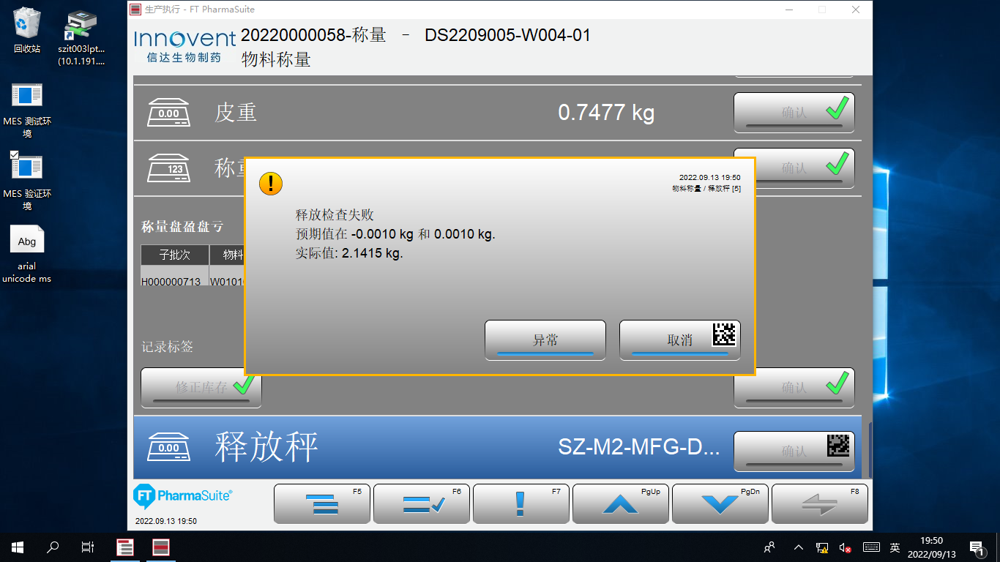 生产执行 - FT PharmaSuite
回收站
szit003lpt...
(10.1.191....
MES 测试环
境
MES 验证环
境
Abg
arial
unicode ms
Innovent
信达生物制药
20220000058-称量 - DS2209005-W004-01
物料称量
0.00
皮重
0.7477 kg
确认
123
称重
确认
称量盘盈盘亏
子批次
物料
H000000713
W0101
2022.09.13 19:50
物料称量 / 释放秤 [5]
释放检查失败
预期值在 -0.0010 kg 和 0.0010 kg.
实际值: 2.1415 kg.
异常
取消
记录标签
修正库存
确认
0.00
释放秤
SZ-M2-MFG-D...
确认
FT PharmaSuite®
2022.09.13 19:50
F5
F6
F7
PgUp
PgDn
F8
英
19:50
2022/09/13
1